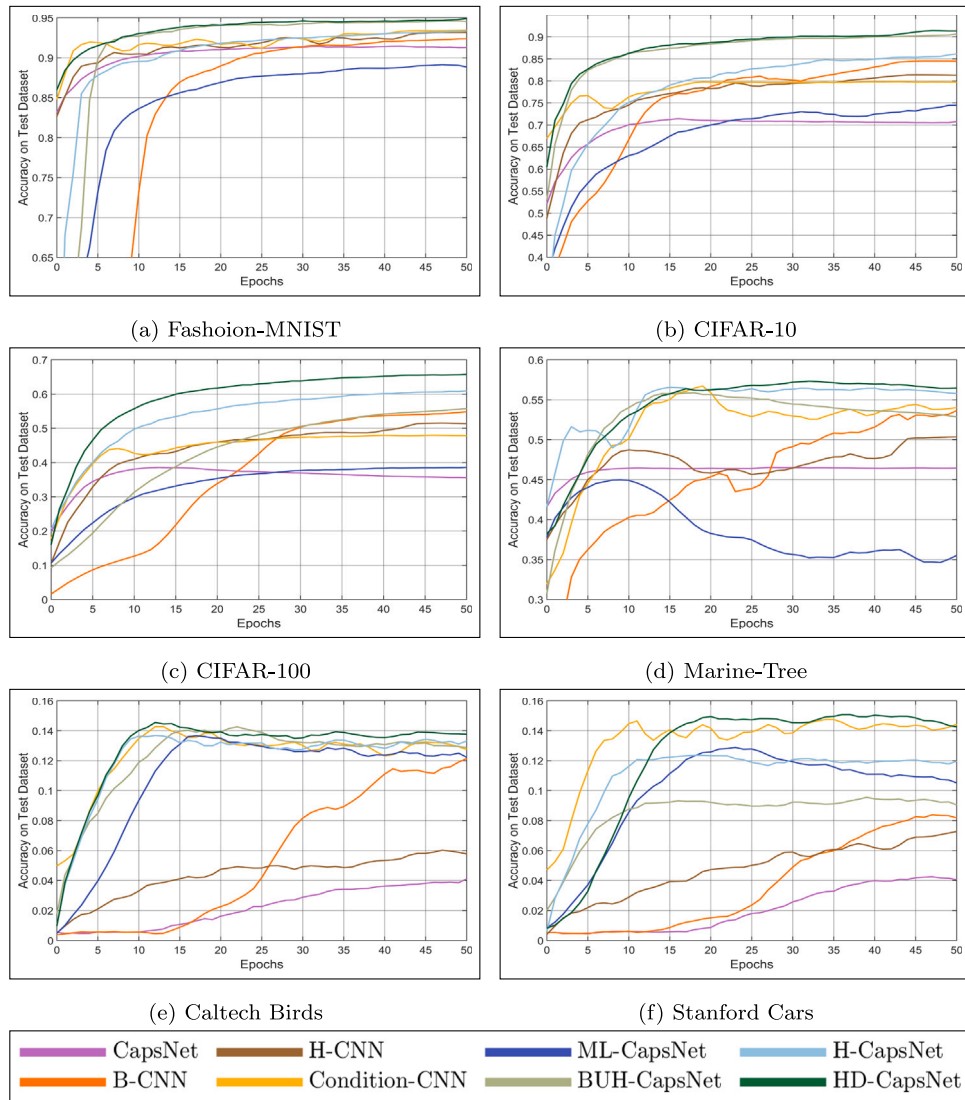 Accuracy on Test Dataset
0.95
0.9
0.85
0.8
0.75
0.7
0.65
0 5 10 15 20 25 30 35 40 45 50
Epochs
(a) Fashoion-MNIST
Accuracy on Test Dataset
0.9
0.85
0.8
0.75
0.7
0.65
0.6
0.55
0.5
0.45
0.4
0 5 10 15 20 25 30 35 40 45 50
Epochs
(b) CIFAR-10
Accuracy on Test Dataset
0.7
0.6
0.5
0.4
0.3
0.2
0.1
0
0 5 10 15 20 25 30 35 40 45 50
Epochs
(c) CIFAR-100
Accuracy on Test Dataset
0.6
0.55
0.5
0.45
0.4
0.35
0.3
0 5 10 15 20 25 30 35 40 45 50
Epochs
(d) Marine-Tree
Accuracy on Test Dataset
0.16
0.14
0.12
0.1
0.08
0.06
0.04
0.02
0
0 5 10 15 20 25 30 35 40 45 50
Epochs
(e) Caltech Birds
Accuracy on Test Dataset
0.16
0.14
0.12
0.1
0.08
0.06
0.04
0.02
0
0 5 10 15 20 25 30 35 40 45 50
Epochs
(f) Stanford Cars
CapsNet H-CNN ML-CapsNet H-CapsNet
B-CNN Condition-CNN BUH-CapsNet HD-CapsNet